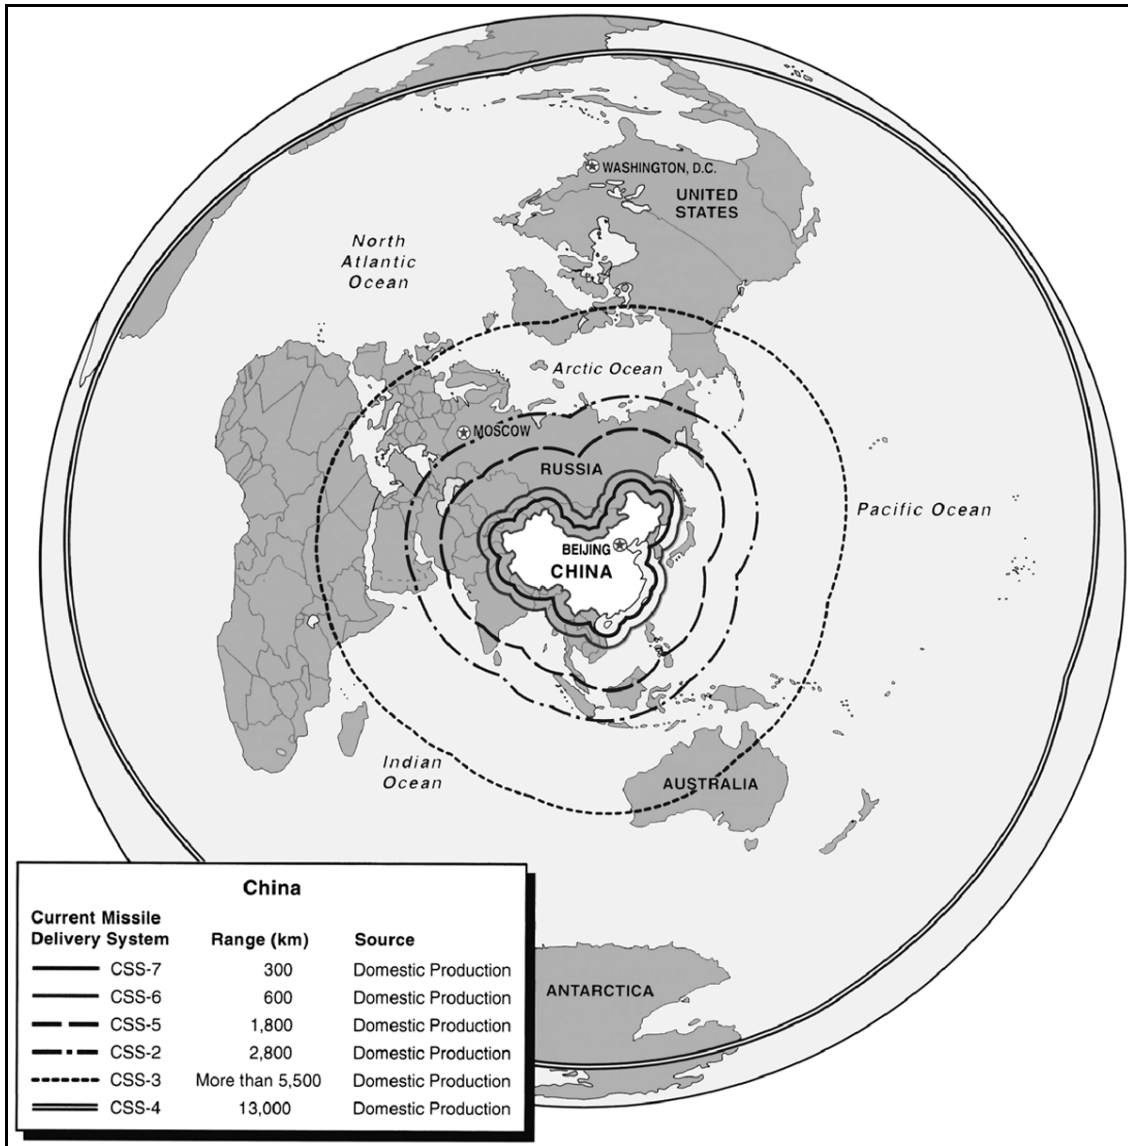 WASHINGTON, D.C.
UNITED
STATES
North
Atlantic
Ocean
Arctic Ocean
MOSCOW
RUSSIA
Pacific Ocean
BEIJING
CHINA
Indian
Ocean
AUSTRALIA
ANTARCTICA
China
Current Missile
Delivery System Range (km) Source
CSS-7 300 Domestic Production
CSS-6 600 Domestic Production
CSS-5 1,800 Domestic Production
CSS-2 2,800 Domestic Production
CSS-3 More than 5,500 Domestic Production
CSS-4 13,000 Domestic Production